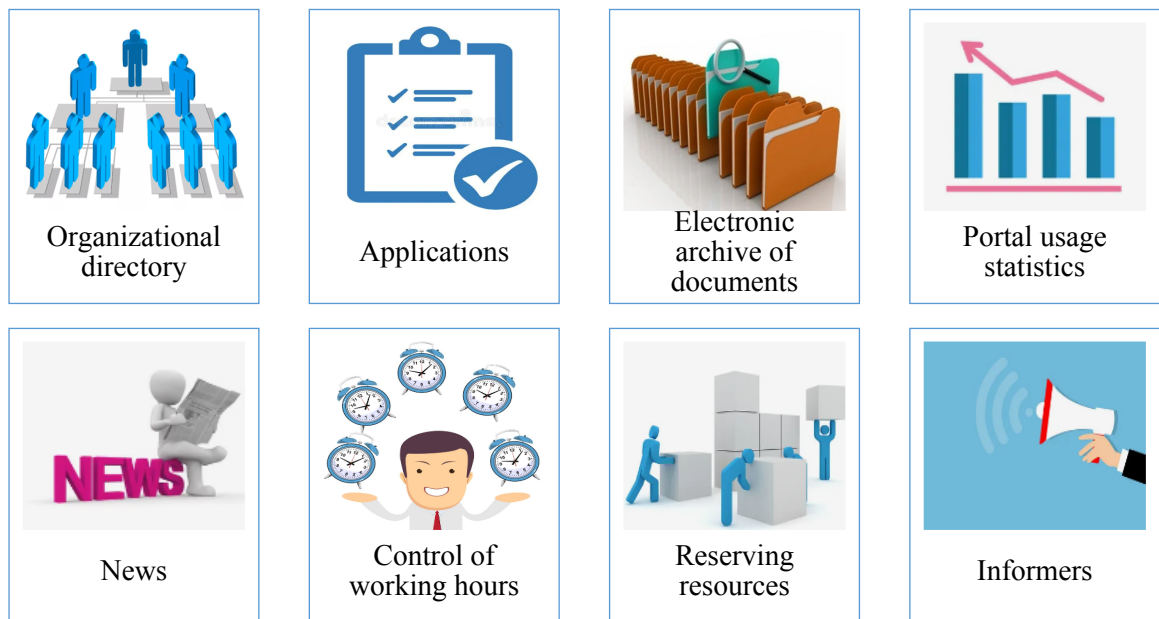 Organizational
directory
Applications
Electronic
archive of
documents
Portal usage
statistics
NEWS
News
Control of
working hours
Reserving
resources
Informers